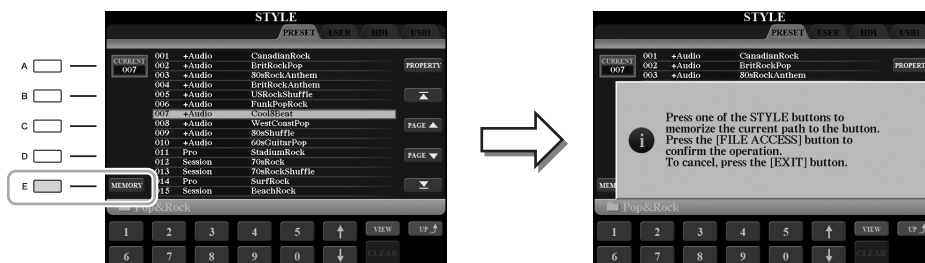 STYLE
PRESET USER HD1 USB1
CURRENT
007
001 +Audio CanadianRock
002 +Audio BritRockPop
003 +Audio 80sRockAnthem
004 +Audio BritRockAnthem
005 +Audio USRockShuffle
006 +Audio FunkPopRock
007 +Audio Cool8Beat
008 +Audio WestCoastPop
009 +Audio 80sShuffle
010 +Audio 60sGuitarPop
011 Pro StadiumRock
012 Session 70sRock
013 Session 70sRockShuffle
014 Pro SurfRock
015 Session BeachRock
PROPERTY
PAGE
PAGE
A
B
C
D
E
MEMORY
Pop&Rock
1 2 3 4 5 VIEW UP
6 7 8 9 0 CLEAR
STYLE
PRESET USER HD1 USB1
CURRENT
007
001 +Audio CanadianRock
002 +Audio BritRockPop
003 +Audio 80sRockAnthem
PROPERT
Press one of the STYLE buttons to
memorize the current path to the button.
Press the [FILE ACCESS] button to
confirm the operation.
To cancel, press the [EXIT] button.
MEM
Pop&Rock
1 2 3 4 5 VIEW UP
6 7 8 9 0 CLEAR